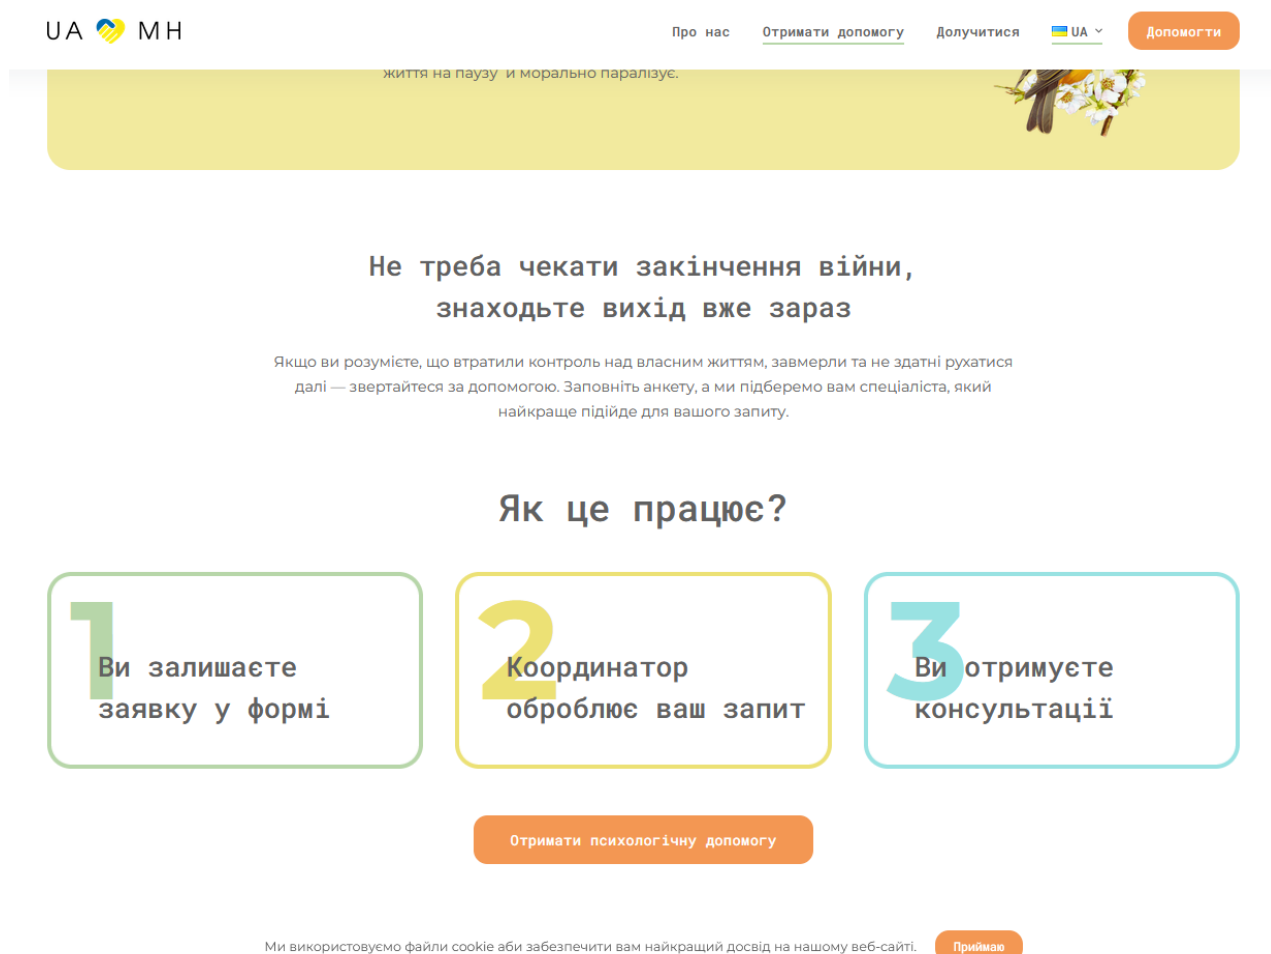 UA MH
Про нас
Отримати допомогу
Долучитися
UA
Допомогти
життя на паузу й морально паралізує.
Не треба чекати закінчення війни,
знаходьте вихід вже зараз
Якщо ви розумієте, що втратили контроль над власним життям, завмерли та не здатні рухатися
далі — звертайтеся за допомогою. Заповніть анкету, а ми підберемо вам спеціаліста, який
найкраще підійде для вашого запиту.
Як це працює?
1
Ви залишаєте
заявку у формі
2
Координатор
оброблює ваш запит
3
Ви отримуєте
консультації
Отримати психологічну допомогу
Ми використовуємо файли cookie аби забезпечити вам найкращий досвід на нашому веб-сайті.
Приймаю